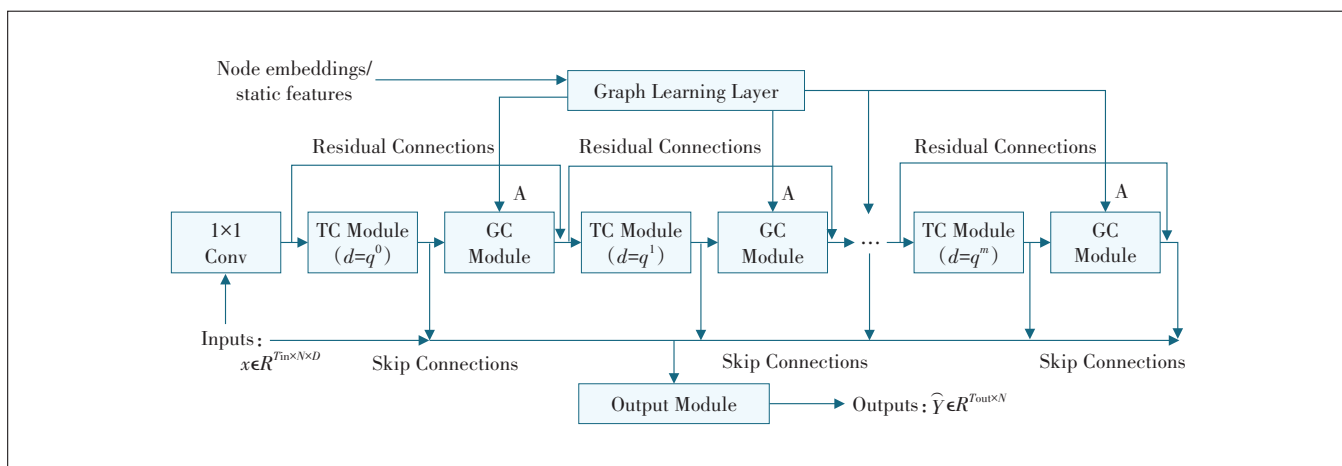 Node embeddings/
static features
Graph Learning Layer
Residual Connections
Residual Connections
Residual Connections
A
A
A
1×1
Conv
TC Module
(d=q⁰)
GC
Module
TC Module
(d=q¹)
GC
Module
...
TC Module
(d=qᵐ)
GC
Module
Inputs:
x∈R^{Tin×N×D}
Skip Connections
Skip Connections
Skip Connections
Output Module
Outputs: Ŷ∈R^{Tout×N}